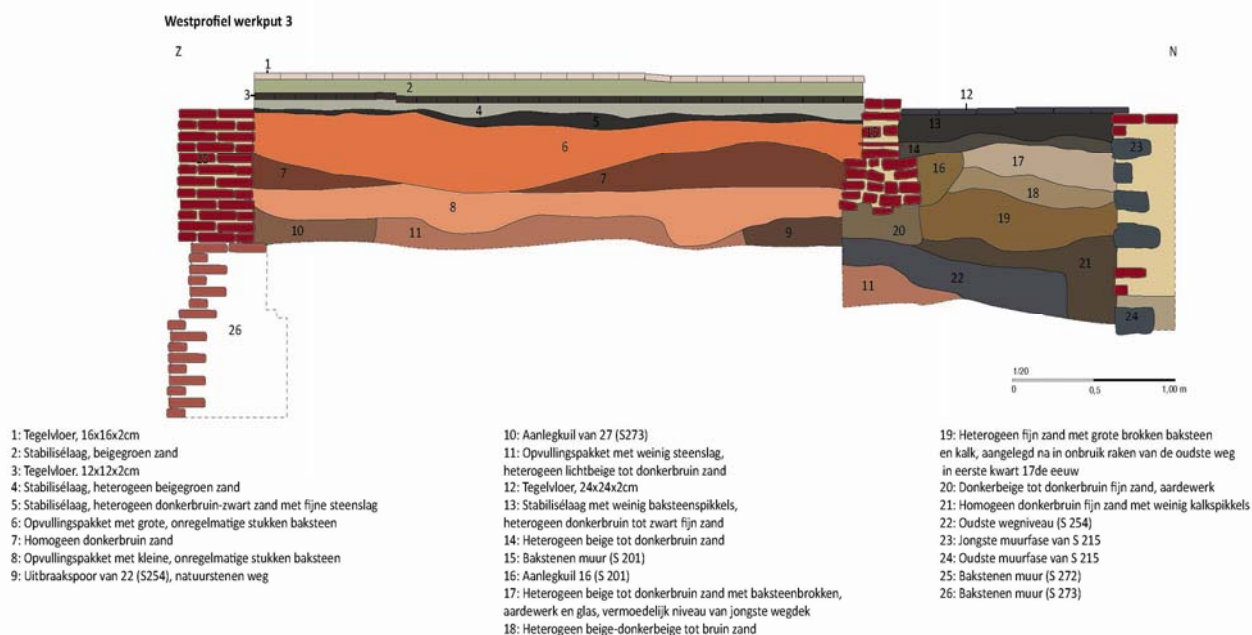 Westprofiel werkput 3
Z
N
1
12
3
2
4
13
5
15
23
6
14
25
16
17
7
7
18
8
19
10
11
9
20
21
22
11
26
24
1/20
0
0,5
1,00 m
1: Tegelvloer, 16x16x2cm
2: Stabilisélaag, beigegroen zand
3: Tegelvloer, 12x12x2cm
4: Stabilisélaag, heterogeen beigegroen zand
5: Stabilisélaag, heterogeen donkerbruin-zwart zand met fijne steenslag
6: Opvullingspakket met grote, onregelmatige stukken baksteen
7: Homogeen donkerbruin zand
8: Opvullingspakket met kleine, onregelmatige stukken baksteen
9: Uitbraakspoor van 22 (S254), natuurstenen weg
10: Aanlegkuil van 27 (S273)
11: Opvullingspakket met weinig steenslag,
heterogeen lichtbeige tot donkerbruin zand
12: Tegelvloer, 24x24x2cm
13: Stabilisélaag met weinig baksteenspikkels,
heterogeen donkerbruin tot zwart fijn zand
14: Heterogeen beige tot donkerbruin zand
15: Bakstenen muur (S 201)
16: Aanlegkuil 16 (S 201)
17: Heterogeen beige tot donkerbruin zand met baksteenbrokken,
aardewerk en glas, vermoedelijk niveau van jongste wegdek
18: Heterogeen beige-donkerbeige tot bruin zand
19: Heterogeen fijn zand met grote brokken baksteen
en kalk, aangelegd na in onbruik raken van de oudste weg
in eerste kwart 17de eeuw
20: Donkerbeige tot donkerbruin fijn zand, aardewerk
21: Homogeen donkerbruin fijn zand met weinig kalkspikkels
22: Oudste wegniveau (S 254)
23: Jongste muurfase van S 215
24: Oudste muurfase van S 215
25: Bakstenen muur (S 272)
26: Bakstenen muur (S 273)